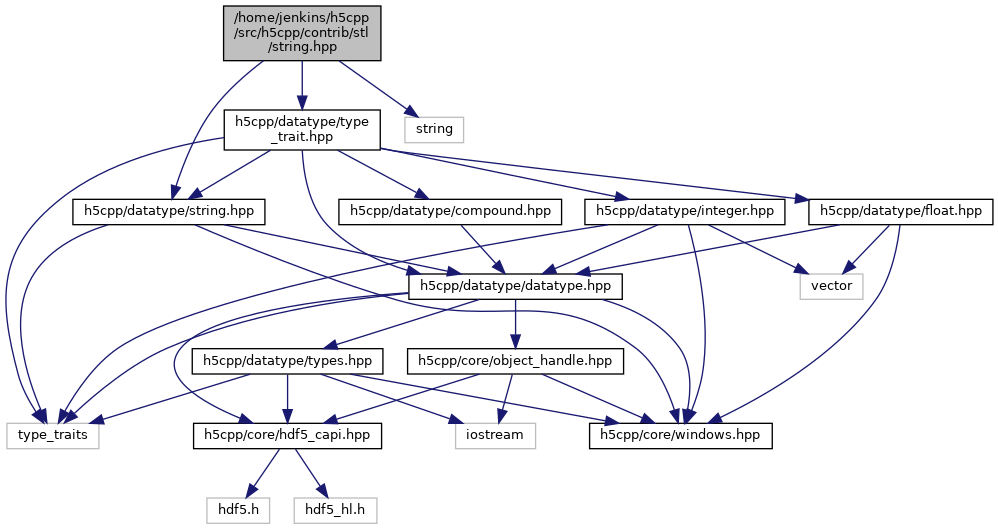 /home/jenkins/h5cpp
/src/h5cpp/contrib/stl
/string.hpp
h5cpp/datatype/type
_trait.hpp
string
h5cpp/datatype/string.hpp
h5cpp/datatype/compound.hpp
h5cpp/datatype/integer.hpp
h5cpp/datatype/float.hpp
h5cpp/datatype/datatype.hpp
vector
h5cpp/datatype/types.hpp
h5cpp/core/object_handle.hpp
type_traits
h5cpp/core/hdf5_capi.hpp
iostream
h5cpp/core/windows.hpp
hdf5.h
hdf5_hl.h